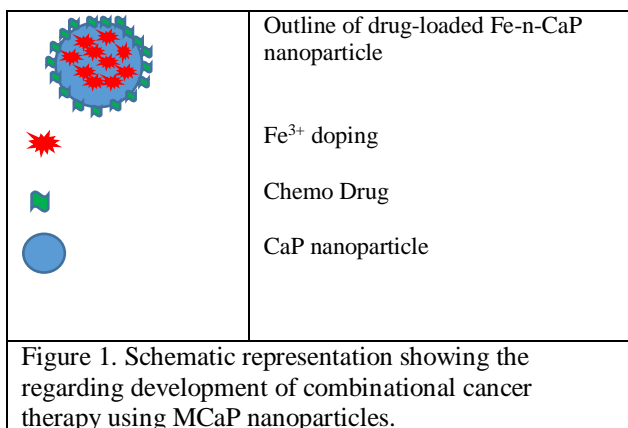 Outline of drug-loaded Fe-n-CaP
nanoparticle
Fe³⁺ doping
Chemo Drug
CaP nanoparticle
Figure 1. Schematic representation showing the
regarding development of combinational cancer
therapy using MCaP nanoparticles.